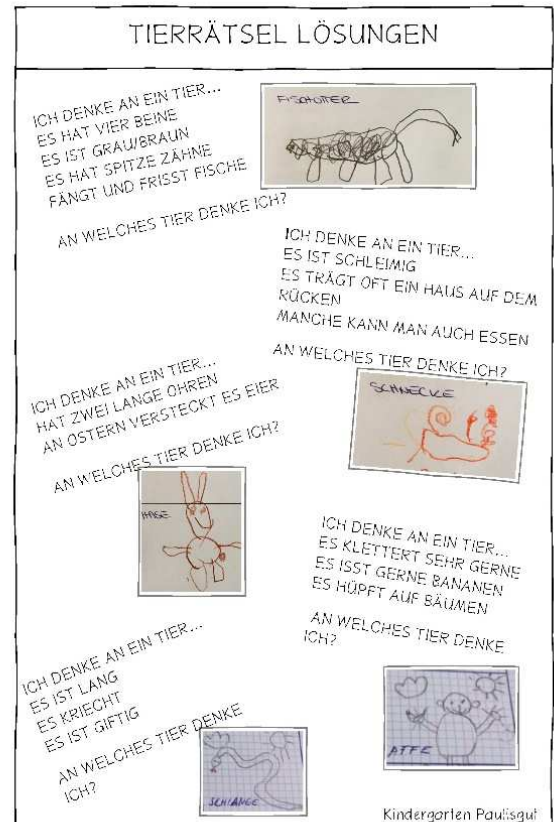 TIERRÄTSEL LÖSUNGEN
ICH DENKE AN EIN TIER...
ES HAT VIER BEINE
ES IST GRAU/BRAUN
ES HAT SPITZE ZÄHNE
FÄNGT UND FRISST FISCHE
AN WELCHES TIER DENKE ICH?
FISCHOTTER
ICH DENKE AN EIN TIER...
ES IST SCHLEIMIG
ES TRÄGT OFT EIN HAUS AUF DEM
RÜCKEN
MANCHE KANN MAN AUCH ESSEN
AN WELCHES TIER DENKE ICH?
SCHNECKE
ICH DENKE AN EIN TIER...
HAT ZWEI LANGE OHREN
AN OSTERN VERSTECKT ES EIER
AN WELCHES TIER DENKE ICH?
HASE
ICH DENKE AN EIN TIER...
ES KLETTERT SEHR GERNE
ES ISST GERNE BANANEN
ES HÜPFT AUF BÄUMEN
AN WELCHES TIER DENKE
ICH?
AFFE
ICH DENKE AN EIN TIER...
ES IST LANG
ES KRIECHT
ES IST GIFTIG
AN WELCHES TIER DENKE
ICH?
SCHLANGE
Kindergarten Paulisgut